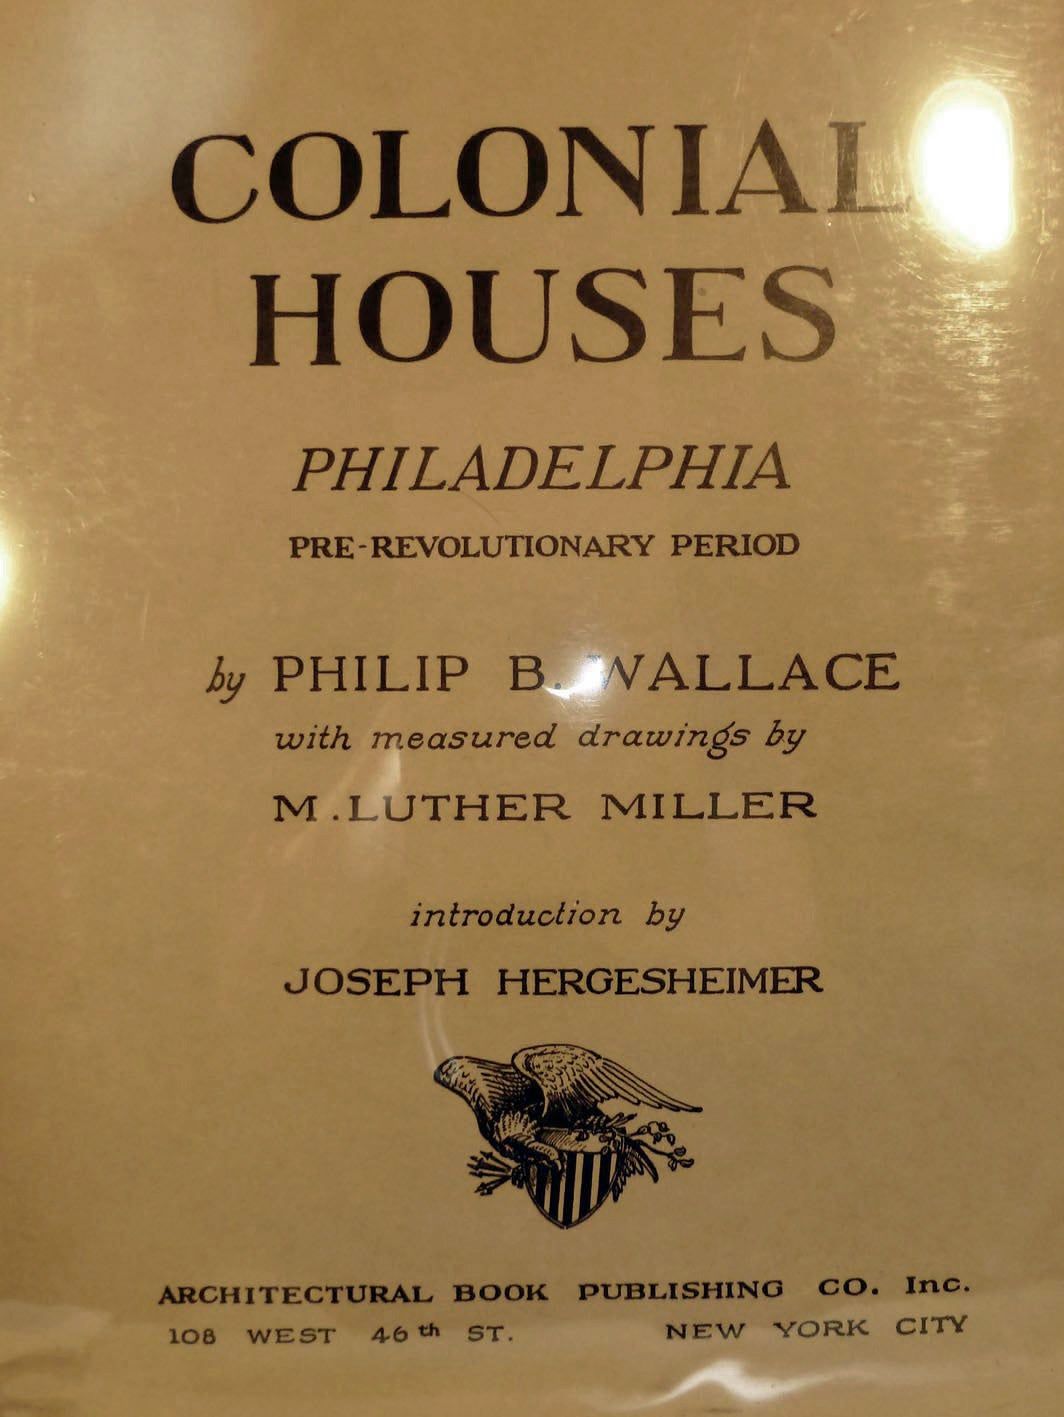 COLONIAL
HOUSES
PHILADELPHIA
PRE-REVOLUTIONARY PERIOD
by PHILIP B. WALLACE
with measured drawings by
M. LUTHER MILLER
introduction by
JOSEPH HERGESHEIMER
ARCHITECTURAL BOOK PUBLISHING CO. Inc.
108 WEST 46th ST. NEW YORK CITY